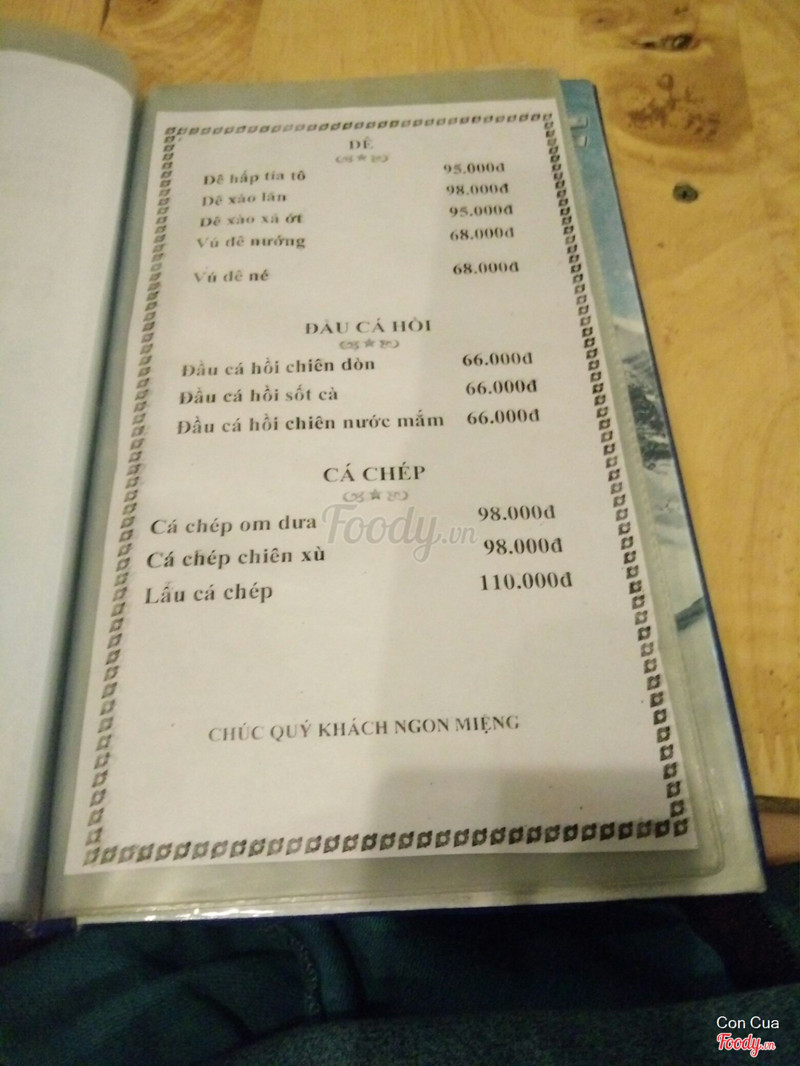 DÊ
Dê hấp tía tô 95.000đ
Dê xào lăn 98.000đ
Dê xào xả ớt 95.000đ
Vú dê nướng 68.000đ
Vú dê né 68.000đ
ĐẦU CÁ HỒI
Đầu cá hồi chiên dòn 66.000đ
Đầu cá hồi sốt cà 66.000đ
Đầu cá hồi chiên nước mắm 66.000đ
CÁ CHÉP
Cá chép om dưa 98.000đ
Foody.vn
Cá chép chiên xù 98.000đ
Lẩu cá chép 110.000đ
CHÚC QUÝ KHÁCH NGON MIỆNG
Con Cua
Foody.vn